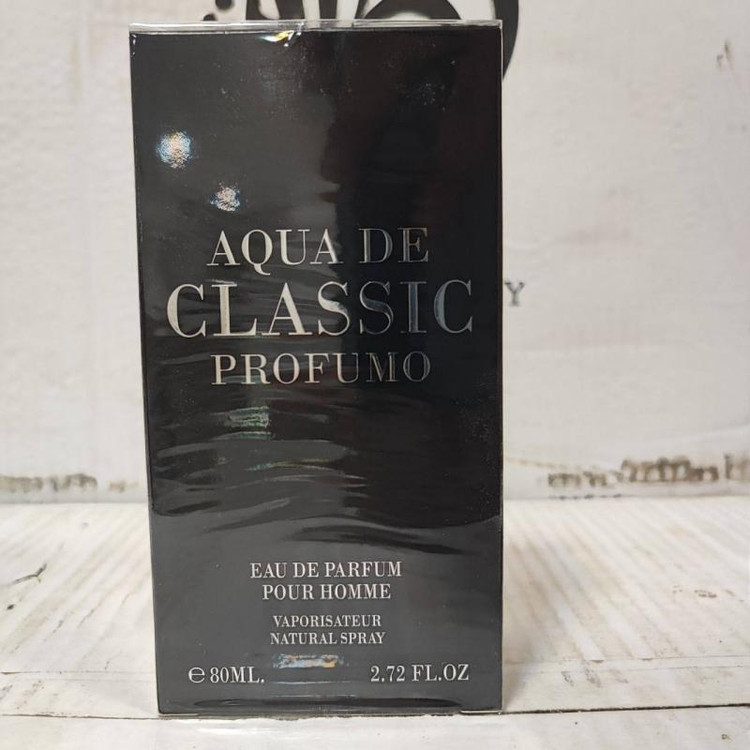 AQUA DE
CLASSIC
PROFUMO
Y
EAU DE PARFUM
POUR HOMME
VAPORISATEUR
NATURAL SPRAY
℮80ML. 2.72 FL.OZ